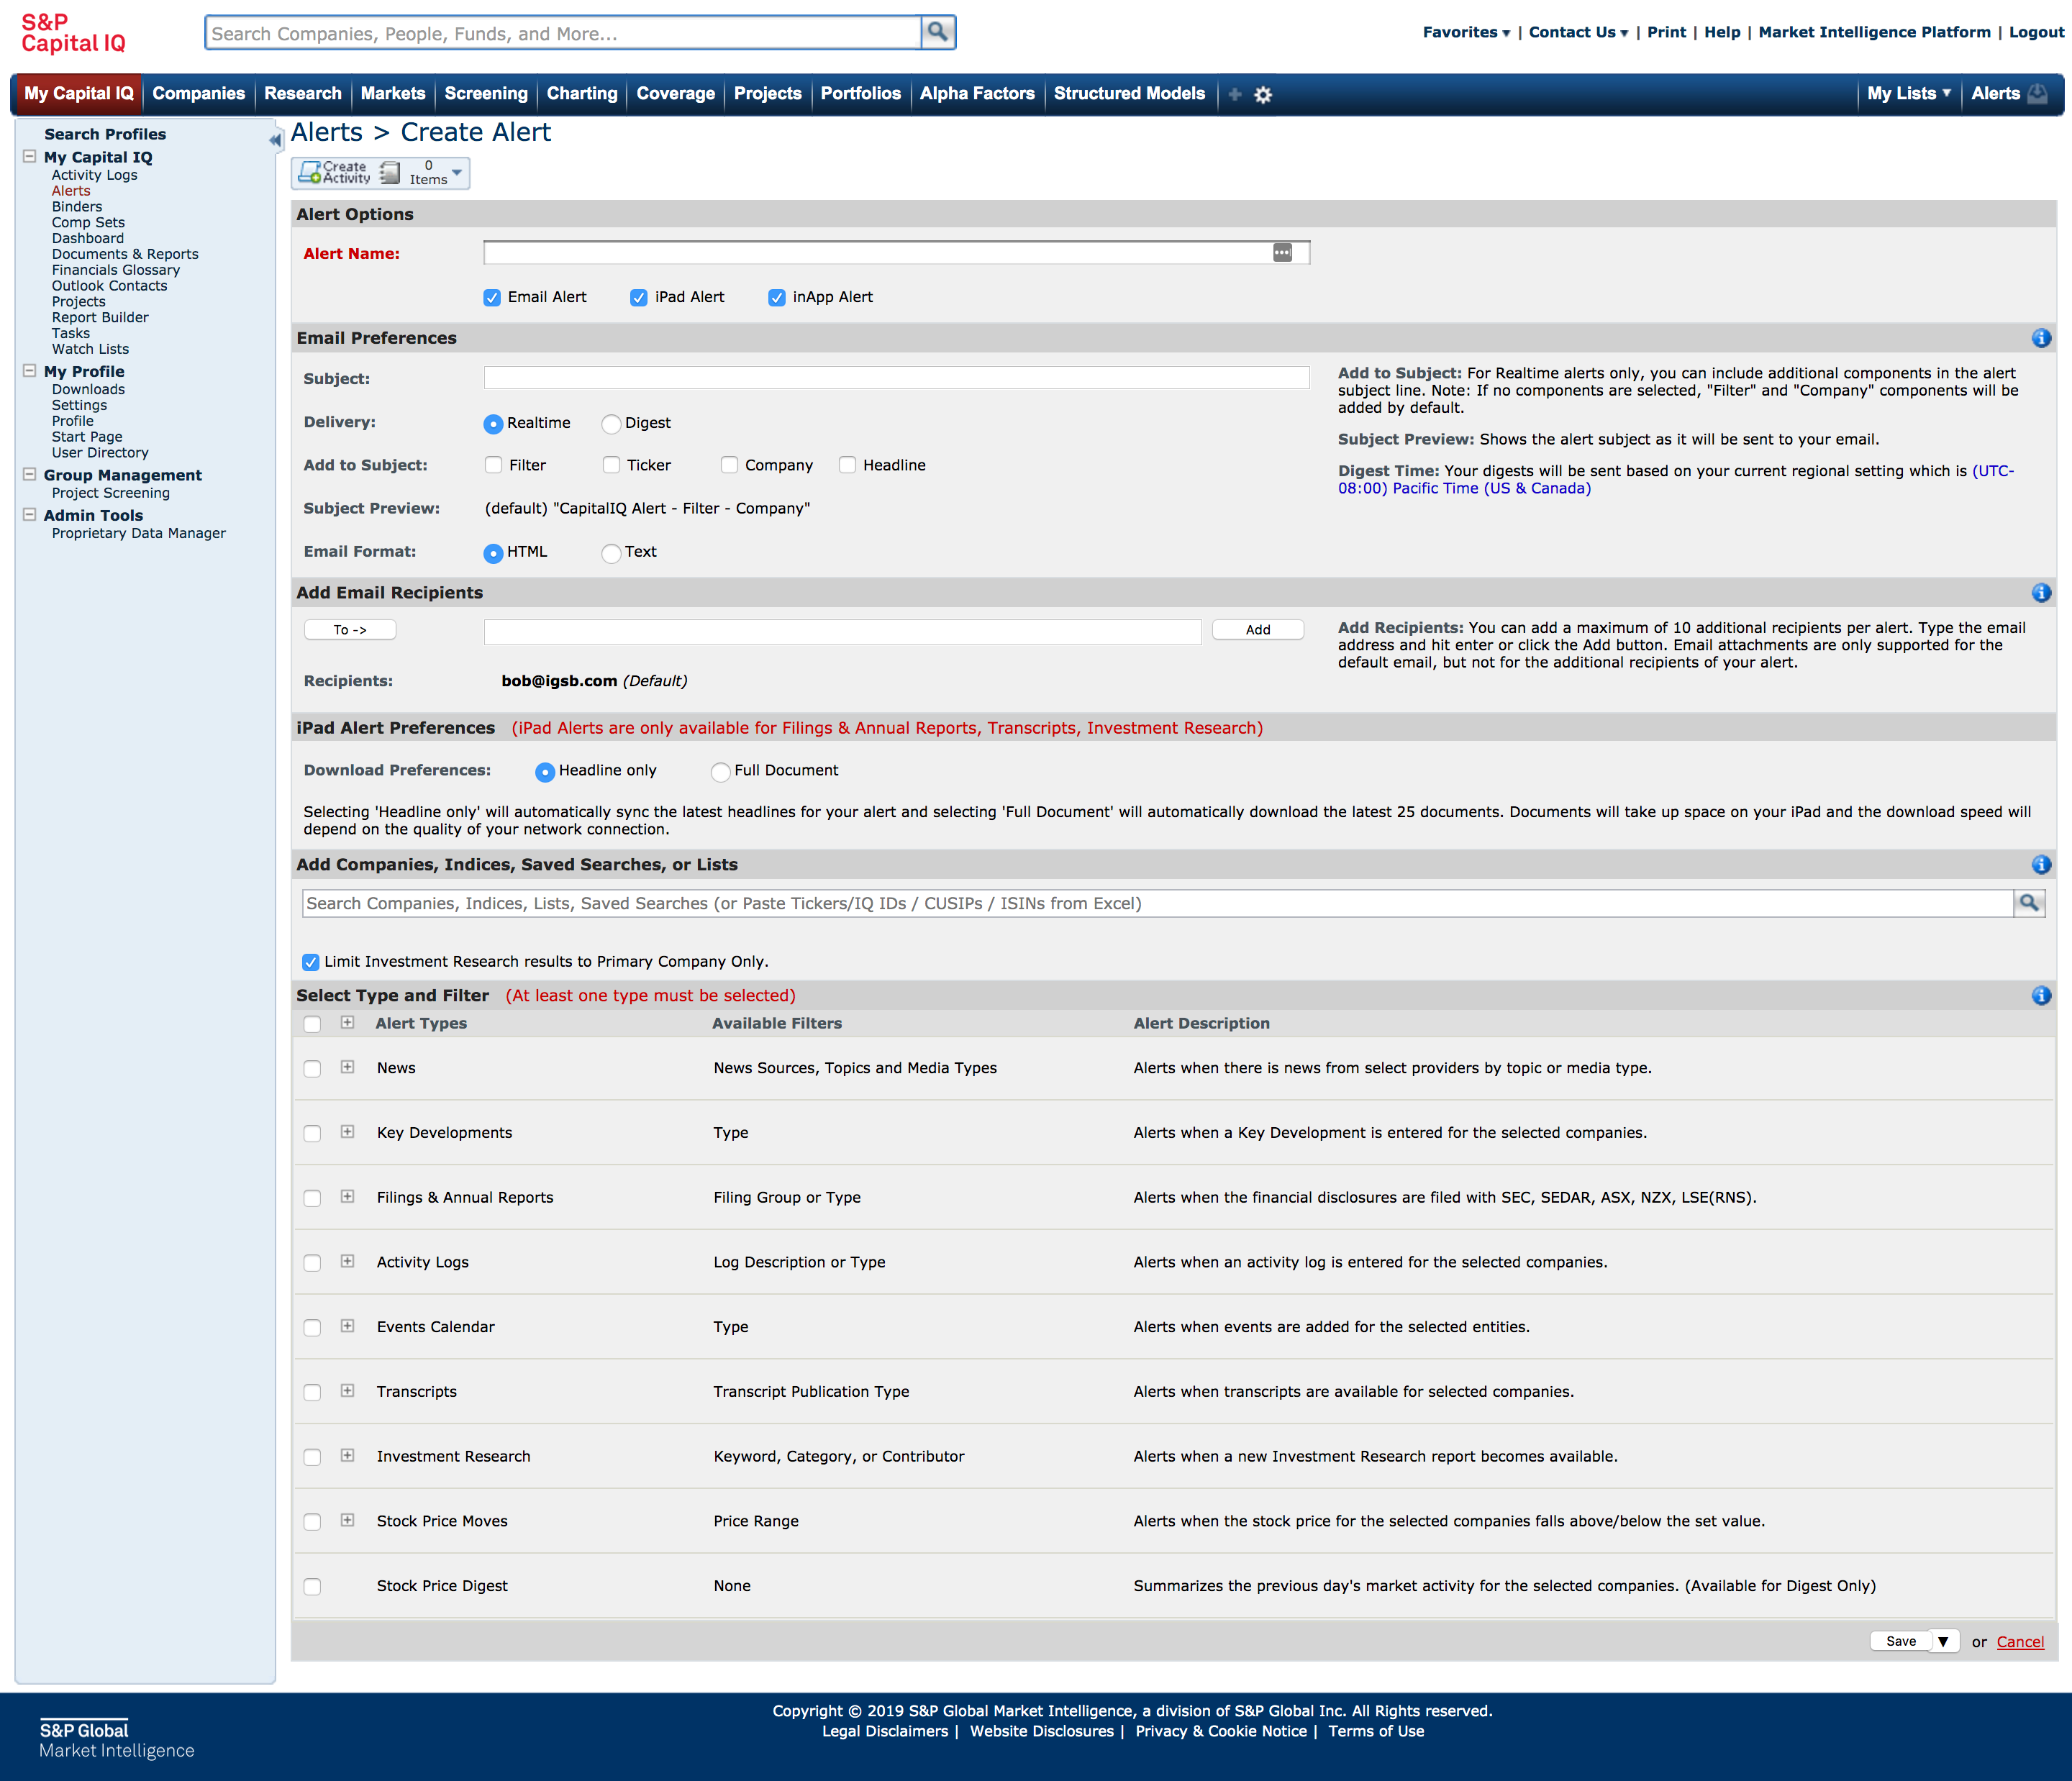 S&P
Capital IQ
Search Companies, People, Funds, and More...
Favorites ▾ | Contact Us ▾ | Print | Help | Market Intelligence Platform | Logout
My Capital IQ
Companies
Research
Markets
Screening
Charting
Coverage
Projects
Portfolios
Alpha Factors
Structured Models
My Lists ▾
Alerts
Search Profiles
My Capital IQ
Activity Logs
Alerts
Binders
Comp Sets
Dashboard
Documents & Reports
Financials Glossary
Outlook Contacts
Projects
Report Builder
Tasks
Watch Lists
My Profile
Downloads
Settings
Profile
Start Page
User Directory
Group Management
Project Screening
Admin Tools
Proprietary Data Manager
Alerts > Create Alert
Create
Activity
0
Items
Alert Options
Alert Name:
Email Alert
iPad Alert
inApp Alert
Email Preferences
Subject:
Delivery:
Realtime
Digest
Add to Subject:
Filter
Ticker
Company
Headline
Subject Preview:
(default) "CapitalIQ Alert - Filter - Company"
Email Format:
HTML
Text
Add to Subject: For Realtime alerts only, you can include additional components in the alert
subject line. Note: If no components are selected, "Filter" and "Company" components will be
added by default.
Subject Preview: Shows the alert subject as it will be sent to your email.
Digest Time: Your digests will be sent based on your current regional setting which is (UTC-
08:00) Pacific Time (US & Canada)
Add Email Recipients
To ->
Add
Recipients:
bob@igsb.com (Default)
Add Recipients: You can add a maximum of 10 additional recipients per alert. Type the email
address and hit enter or click the Add button. Email attachments are only supported for the
default email, but not for the additional recipients of your alert.
iPad Alert Preferences (iPad Alerts are only available for Filings & Annual Reports, Transcripts, Investment Research)
Download Preferences:
Headline only
Full Document
Selecting 'Headline only' will automatically sync the latest headlines for your alert and selecting 'Full Document' will automatically download the latest 25 documents. Documents will take up space on your iPad and the download speed will
depend on the quality of your network connection.
Add Companies, Indices, Saved Searches, or Lists
Search Companies, Indices, Lists, Saved Searches (or Paste Tickers/IQ IDs / CUSIPs / ISINs from Excel)
Limit Investment Research results to Primary Company Only.
Select Type and Filter (At least one type must be selected)
Alert Types
Available Filters
Alert Description
News
News Sources, Topics and Media Types
Alerts when there is news from select providers by topic or media type.
Key Developments
Type
Alerts when a Key Development is entered for the selected companies.
Filings & Annual Reports
Filing Group or Type
Alerts when the financial disclosures are filed with SEC, SEDAR, ASX, NZX, LSE(RNS).
Activity Logs
Log Description or Type
Alerts when an activity log is entered for the selected companies.
Events Calendar
Type
Alerts when events are added for the selected entities.
Transcripts
Transcript Publication Type
Alerts when transcripts are available for selected companies.
Investment Research
Keyword, Category, or Contributor
Alerts when a new Investment Research report becomes available.
Stock Price Moves
Price Range
Alerts when the stock price for the selected companies falls above/below the set value.
Stock Price Digest
None
Summarizes the previous day's market activity for the selected companies. (Available for Digest Only)
Save ▼ or Cancel
S&P Global
Market Intelligence
Copyright © 2019 S&P Global Market Intelligence, a division of S&P Global Inc. All Rights reserved.
Legal Disclaimers | Website Disclosures | Privacy & Cookie Notice | Terms of Use